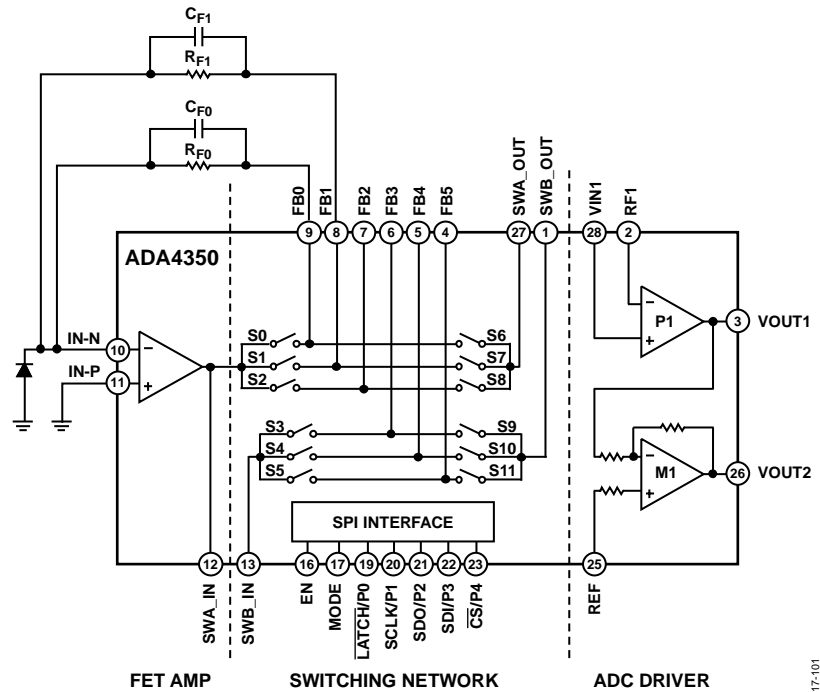 CF1
RF1
CF0
RF0
FB0
FB1
FB2
FB3
FB4
FB5
SWA_OUT
SWB_OUT
VIN1
RF1
9 8 7 6 5 4 27 1 28 2
ADA4350
IN-N 10
IN-P 11
−
+
S0 S6
S1 S7
S2 S8
S3 S9
S4 S10
S5 S11
−
P1
+
3 VOUT1
−
M1
+
26 VOUT2
SPI INTERFACE
12 13 16 17 19 20 21 22 23 25
SWA_IN
SWB_IN
EN
MODE
LATCH/P0
SCLK/P1
SDO/P2
SDI/P3
CS/P4
REF
FET AMP SWITCHING NETWORK ADC DRIVER
17-101